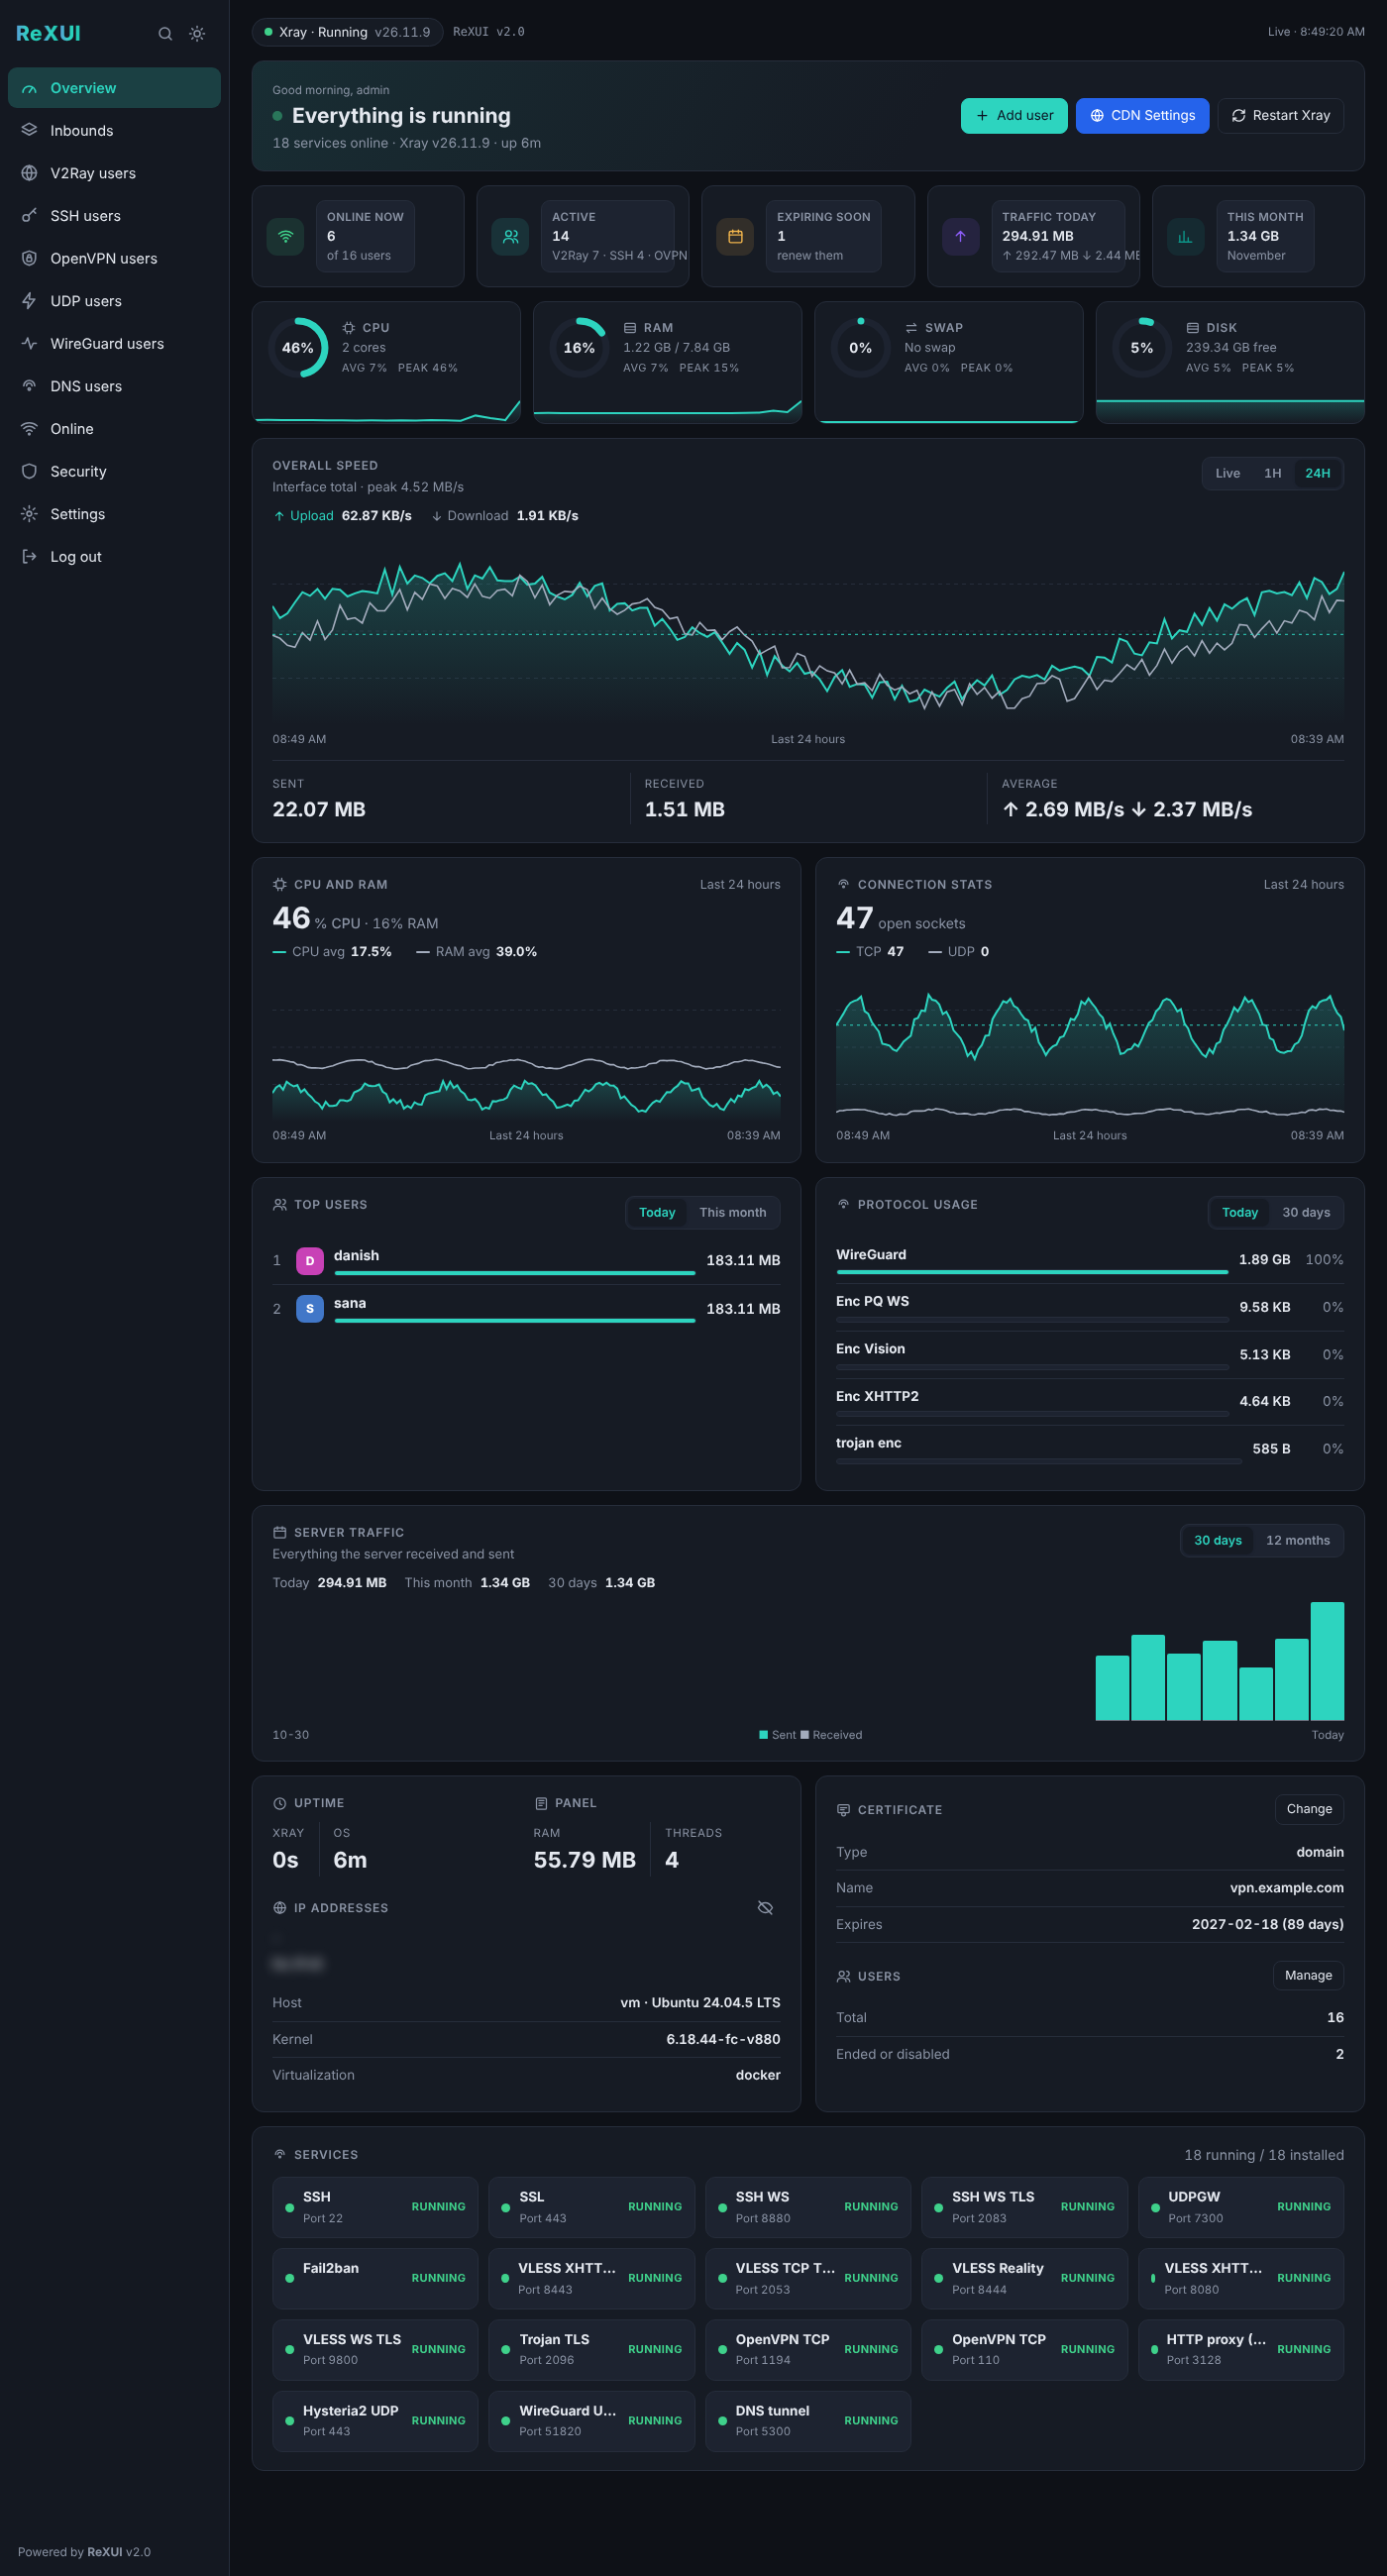 ReXUI
Overview
Inbounds
V2Ray users
SSH users
OpenVPN users
UDP users
WireGuard users
DNS users
Online
Security
Settings
Log out
Powered by ReXUI v2.0
Xray · Running v26.11.9
ReXUI v2.0
Live · 8:49:20 AM
Good morning, admin
Everything is running
18 services online · Xray v26.11.9 · up 6m
Add user
CDN Settings
Restart Xray
ONLINE NOW
6
of 16 users
ACTIVE
14
V2Ray 7 · SSH 4 · OVPN
EXPIRING SOON
1
renew them
TRAFFIC TODAY
294.91 MB
↑ 292.47 MB ↓ 2.44 MB
THIS MONTH
1.34 GB
November
46%
CPU
2 cores
AVG 7% PEAK 46%
16%
RAM
1.22 GB / 7.84 GB
AVG 7% PEAK 15%
0%
SWAP
No swap
AVG 0% PEAK 0%
5%
DISK
239.34 GB free
AVG 5% PEAK 5%
OVERALL SPEED
Interface total · peak 4.52 MB/s
Live 1H 24H
↑ Upload 62.87 KB/s ↓ Download 1.91 KB/s
08:49 AM Last 24 hours 08:39 AM
SENT
22.07 MB
RECEIVED
1.51 MB
AVERAGE
↑ 2.69 MB/s ↓ 2.37 MB/s
CPU AND RAM
Last 24 hours
46 % CPU · 16% RAM
CPU avg 17.5% RAM avg 39.0%
08:49 AM Last 24 hours 08:39 AM
CONNECTION STATS
Last 24 hours
47 open sockets
TCP 47 UDP 0
08:49 AM Last 24 hours 08:39 AM
TOP USERS
Today This month
1 D danish 183.11 MB
2 S sana 183.11 MB
PROTOCOL USAGE
Today 30 days
WireGuard 1.89 GB 100%
Enc PQ WS 9.58 KB 0%
Enc Vision 5.13 KB 0%
Enc XHTTP2 4.64 KB 0%
trojan enc 585 B 0%
SERVER TRAFFIC
Everything the server received and sent
30 days 12 months
Today 294.91 MB This month 1.34 GB 30 days 1.34 GB
10-30 Sent Received Today
UPTIME
XRAY
0s
OS
6m
PANEL
RAM
55.79 MB
THREADS
4
IP ADDRESSES
Host vm · Ubuntu 24.04.5 LTS
Kernel 6.18.44-fc-v880
Virtualization docker
CERTIFICATE
Change
Type domain
Name vpn.example.com
Expires 2027-02-18 (89 days)
USERS
Manage
Total 16
Ended or disabled 2
SERVICES
18 running / 18 installed
SSH
Port 22
RUNNING
SSL
Port 443
RUNNING
SSH WS
Port 8880
RUNNING
SSH WS TLS
Port 2083
RUNNING
UDPGW
Port 7300
RUNNING
Fail2ban
RUNNING
VLESS XHTT...
Port 8443
RUNNING
VLESS TCP T...
Port 2053
RUNNING
VLESS Reality
Port 8444
RUNNING
VLESS XHTT...
Port 8080
RUNNING
VLESS WS TLS
Port 9800
RUNNING
Trojan TLS
Port 2096
RUNNING
OpenVPN TCP
Port 1194
RUNNING
OpenVPN TCP
Port 110
RUNNING
HTTP proxy (...
Port 3128
RUNNING
Hysteria2 UDP
Port 443
RUNNING
WireGuard U...
Port 51820
RUNNING
DNS tunnel
Port 5300
RUNNING